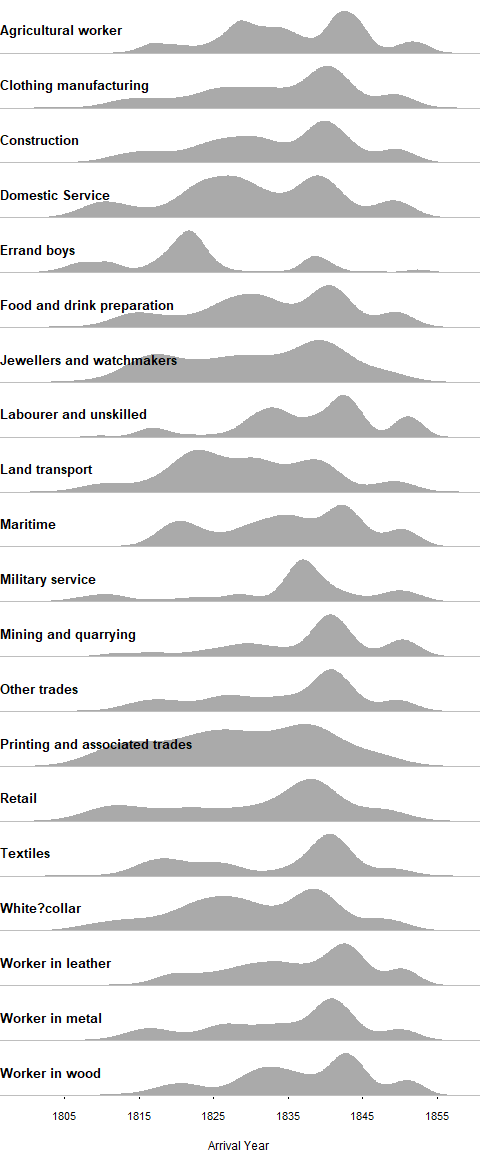 Agricultural worker
Clothing manufacturing
Construction
Domestic Service
Errand boys
Food and drink preparation
Jewellers and watchmakers
Labourer and unskilled
Land transport
Maritime
Military service
Mining and quarrying
Other trades
Printing and associated trades
Retail
Textiles
White?collar
Worker in leather
Worker in metal
Worker in wood
1805 1815 1825 1835 1845 1855
Arrival Year